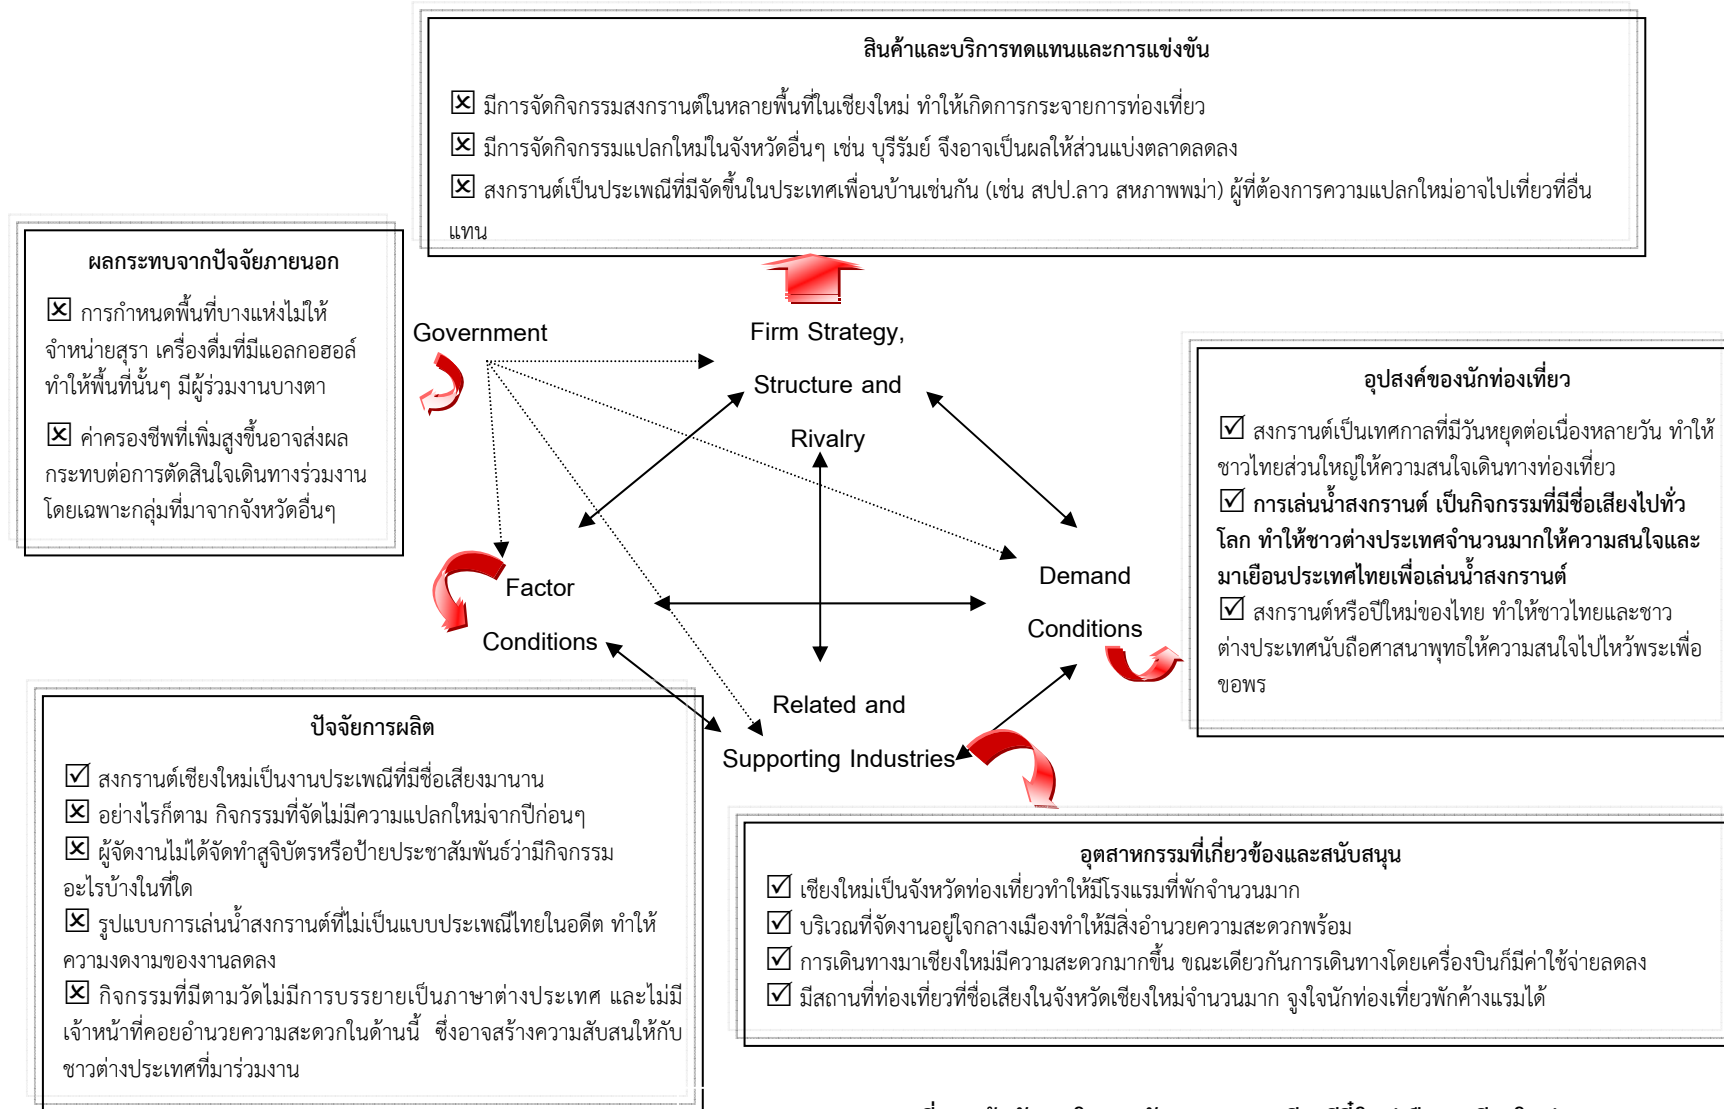 สินค้าและบริการทดแทนและการแข่งขัน
☒ มีการจัดกิจกรรมสงกรานต์ในหลายพื้นที่ในเชียงใหม่ ทำให้เกิดการกระจายการท่องเที่ยว
☒ มีการจัดกิจกรรมแปลกใหม่ในจังหวัดอื่นๆ เช่น บุรีรัมย์ จึงอาจเป็นผลให้ส่วนแบ่งตลาดลดลง
☒ สงกรานต์เป็นประเพณีที่มีจัดขึ้นในประเทศเพื่อนบ้านเช่นกัน (เช่น สปป.ลาว สหภาพพม่า) ผู้ที่ต้องการความแปลกใหม่อาจไปเที่ยวที่อื่น
แทน
ผลกระทบจากปัจจัยภายนอก
☒ การกำหนดพื้นที่บางแห่งไม่ให้
จำหน่ายสุรา เครื่องดื่มที่มีแอลกอฮอล์
ทำให้พื้นที่นั้นๆ มีผู้ร่วมงานบางตา
☒ ค่าครองชีพที่เพิ่มสูงขึ้นอาจส่งผล
กระทบต่อการตัดสินใจเดินทางร่วมงาน
โดยเฉพาะกลุ่มที่มาจากจังหวัดอื่นๆ
Government
Firm Strategy,
Structure and
Rivalry
อุปสงค์ของนักท่องเที่ยว
☑ สงกรานต์เป็นเทศกาลที่มีวันหยุดต่อเนื่องหลายวัน ทำให้
ชาวไทยส่วนใหญ่ให้ความสนใจเดินทางท่องเที่ยว
☑ การเล่นน้ำสงกรานต์ เป็นกิจกรรมที่มีชื่อเสียงไปทั่ว
โลก ทำให้ชาวต่างประเทศจำนวนมากให้ความสนใจและ
มาเยือนประเทศไทยเพื่อเล่นน้ำสงกรานต์
☑ สงกรานต์หรือปีใหม่ของไทย ทำให้ชาวไทยและชาว
ต่างประเทศนับถือศาสนาพุทธให้ความสนใจไปไหว้พระเพื่อ
ขอพร
Factor
Conditions
Demand
Conditions
Related and
Supporting Industries
ปัจจัยการผลิต
☑ สงกรานต์เชียงใหม่เป็นงานประเพณีที่มีชื่อเสียงมานาน
☒ อย่างไรก็ตาม กิจกรรมที่จัดไม่มีความแปลกใหม่จากปีก่อนๆ
☒ ผู้จัดงานไม่ได้จัดทำสูจิบัตรหรือป้ายประชาสัมพันธ์ว่ามีกิจกรรม
อะไรบ้างในที่ใด
☒ รูปแบบการเล่นน้ำสงกรานต์ที่ไม่เป็นแบบประเพณีไทยในอดีต ทำให้
ความงดงามของงานลดลง
☒ กิจกรรมที่มีตามวัดไม่มีการบรรยายเป็นภาษาต่างประเทศ และไม่มี
เจ้าหน้าที่คอยอำนวยความสะดวกในด้านนี้ ซึ่งอาจสร้างความสับสนให้กับ
ชาวต่างประเทศที่มาร่วมงาน
อุตสาหกรรมที่เกี่ยวข้องและสนับสนุน
☑ เชียงใหม่เป็นจังหวัดท่องเที่ยวทำให้มีโรงแรมที่พักจำนวนมาก
☑ บริเวณที่จัดงานอยู่ใจกลางเมืองทำให้มีสิ่งอำนวยความสะดวกพร้อม
☑ การเดินทางมาเชียงใหม่มีความสะดวกมากขึ้น ขณะเดียวกันการเดินทางโดยเครื่องบินก็มีค่าใช้จ่ายลดลง
☑ มีสถานที่ท่องเที่ยวที่ชื่อเสียงในจังหวัดเชียงใหม่จำนวนมาก จูงใจนักท่องเที่ยวพักค้างแรมได้